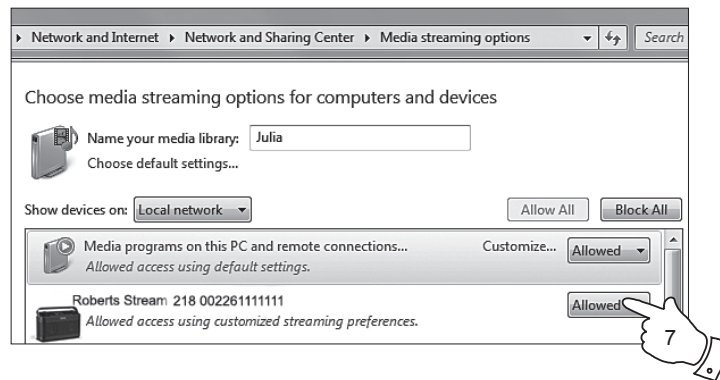 Network and Internet Network and Sharing Center Media streaming options Search
Choose media streaming options for computers and devices
Name your media library: Julia
Choose default settings...
Show devices on: Local network Allow All Block All
Media programs on this PC and remote connections... Customize... Allowed
Allowed access using default settings.
Roberts Stream 218 002261111111 Allowed
Allowed access using customized streaming preferences.
7